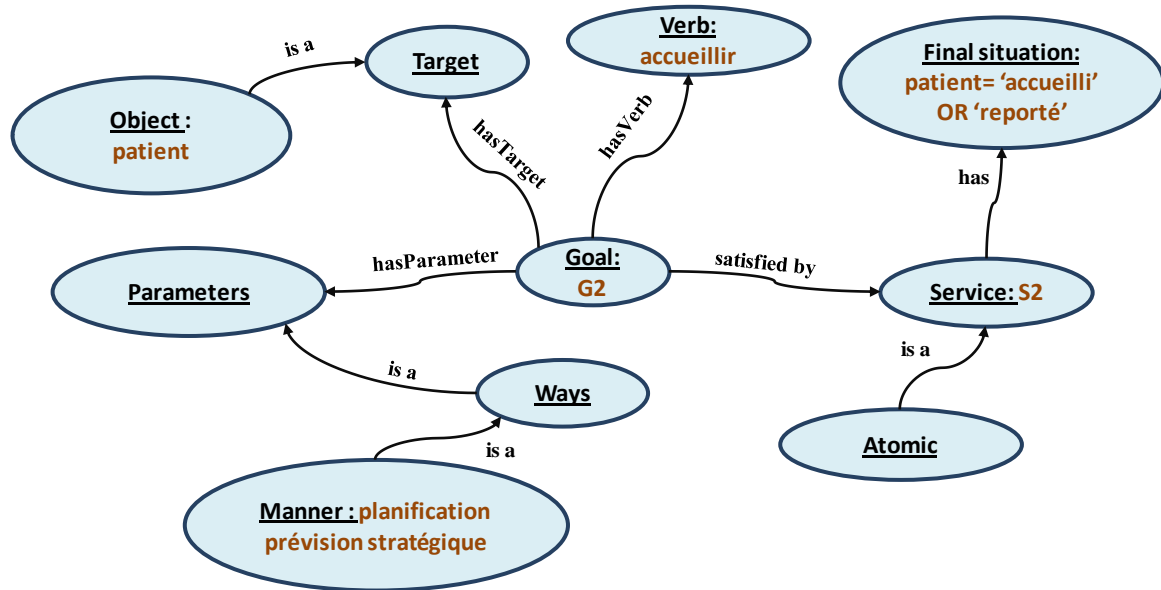 is a
Target
Verb:
accueillir
Final situation:
patient= ‘accueilli’
OR ‘reporté’
Object :
patient
hasTarget
hasVerb
has
hasParameter
Goal:
G2
satisfied by
Parameters
Service: S2
is a
Ways
is a
is a
Atomic
Manner : planification
prévision stratégique